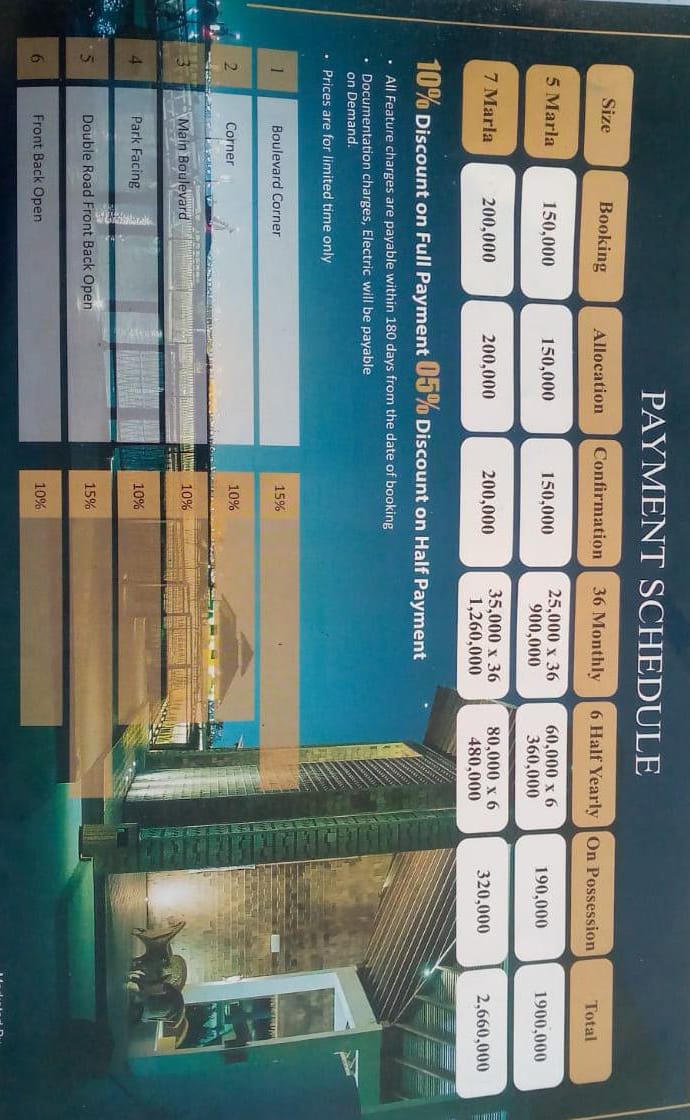 PAYMENT SCHEDULE
Size Booking Allocation Confirmation 36 Monthly 6 Half Yearly On Possession Total
5 Marla 150,000 150,000 150,000 25,000 x 36 900,000 60,000 x 6 360,000 190,000 1900,000
7 Marla 200,000 200,000 200,000 35,000 x 36 1,260,000 80,000 x 6 480,000 320,000 2,660,000
10% Discount on Full Payment 05% Discount on Half Payment
• All Feature charges are payable within 180 days from the date of booking
• Documentation charges, Electric will be payable
on Demand.
• Prices are for limited time only
1 Boulevard Corner 15%
2 Corner 10%
3 Main Boulevard 10%
4 Park Facing 10%
5 Double Road Front Back Open 15%
6 Front Back Open 10%